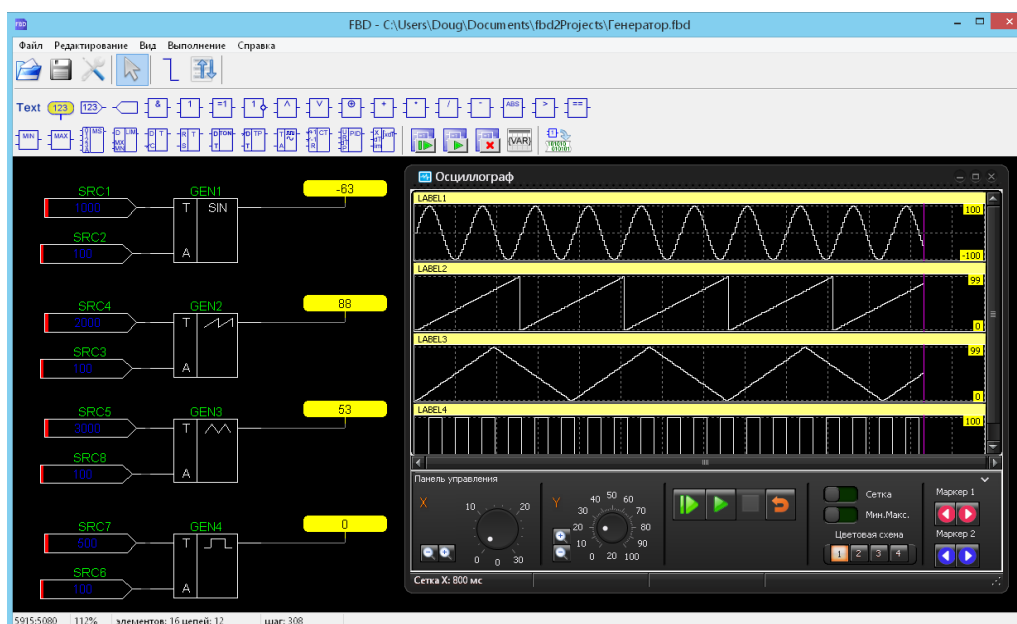 FBD - C:\Users\Doug\Documents\fbd2Projects\Генератор.fbd
Файл Редактирование Вид Выполнение Справка
Text 123 123 & 1 =1 1 ABS > ==
MIN MAX (VAR)
SRC1 GEN1 -63
1000 T SIN
SRC2
100 A
SRC4 GEN2 88
2000 T
SRC3
100 A
SRC5 GEN3 53
3000 T
SRC8
100 A
SRC7 GEN4 0
500 T
SRC6
100 A
Осциллограф
LABEL1
100
-100
LABEL2
99
0
LABEL3
99
0
LABEL4
100
Панель управления
X 10 20 0 0 30
Y 40 50 60 30 70 20 80 10 90 0 20 100
Сетка
Мин.Макс.
Цветовая схема
1 2 3 4
Маркер 1
Маркер 2
Сетка X: 800 мс
5915:5080 112% элементов: 16 цепей: 12 шаг: 308